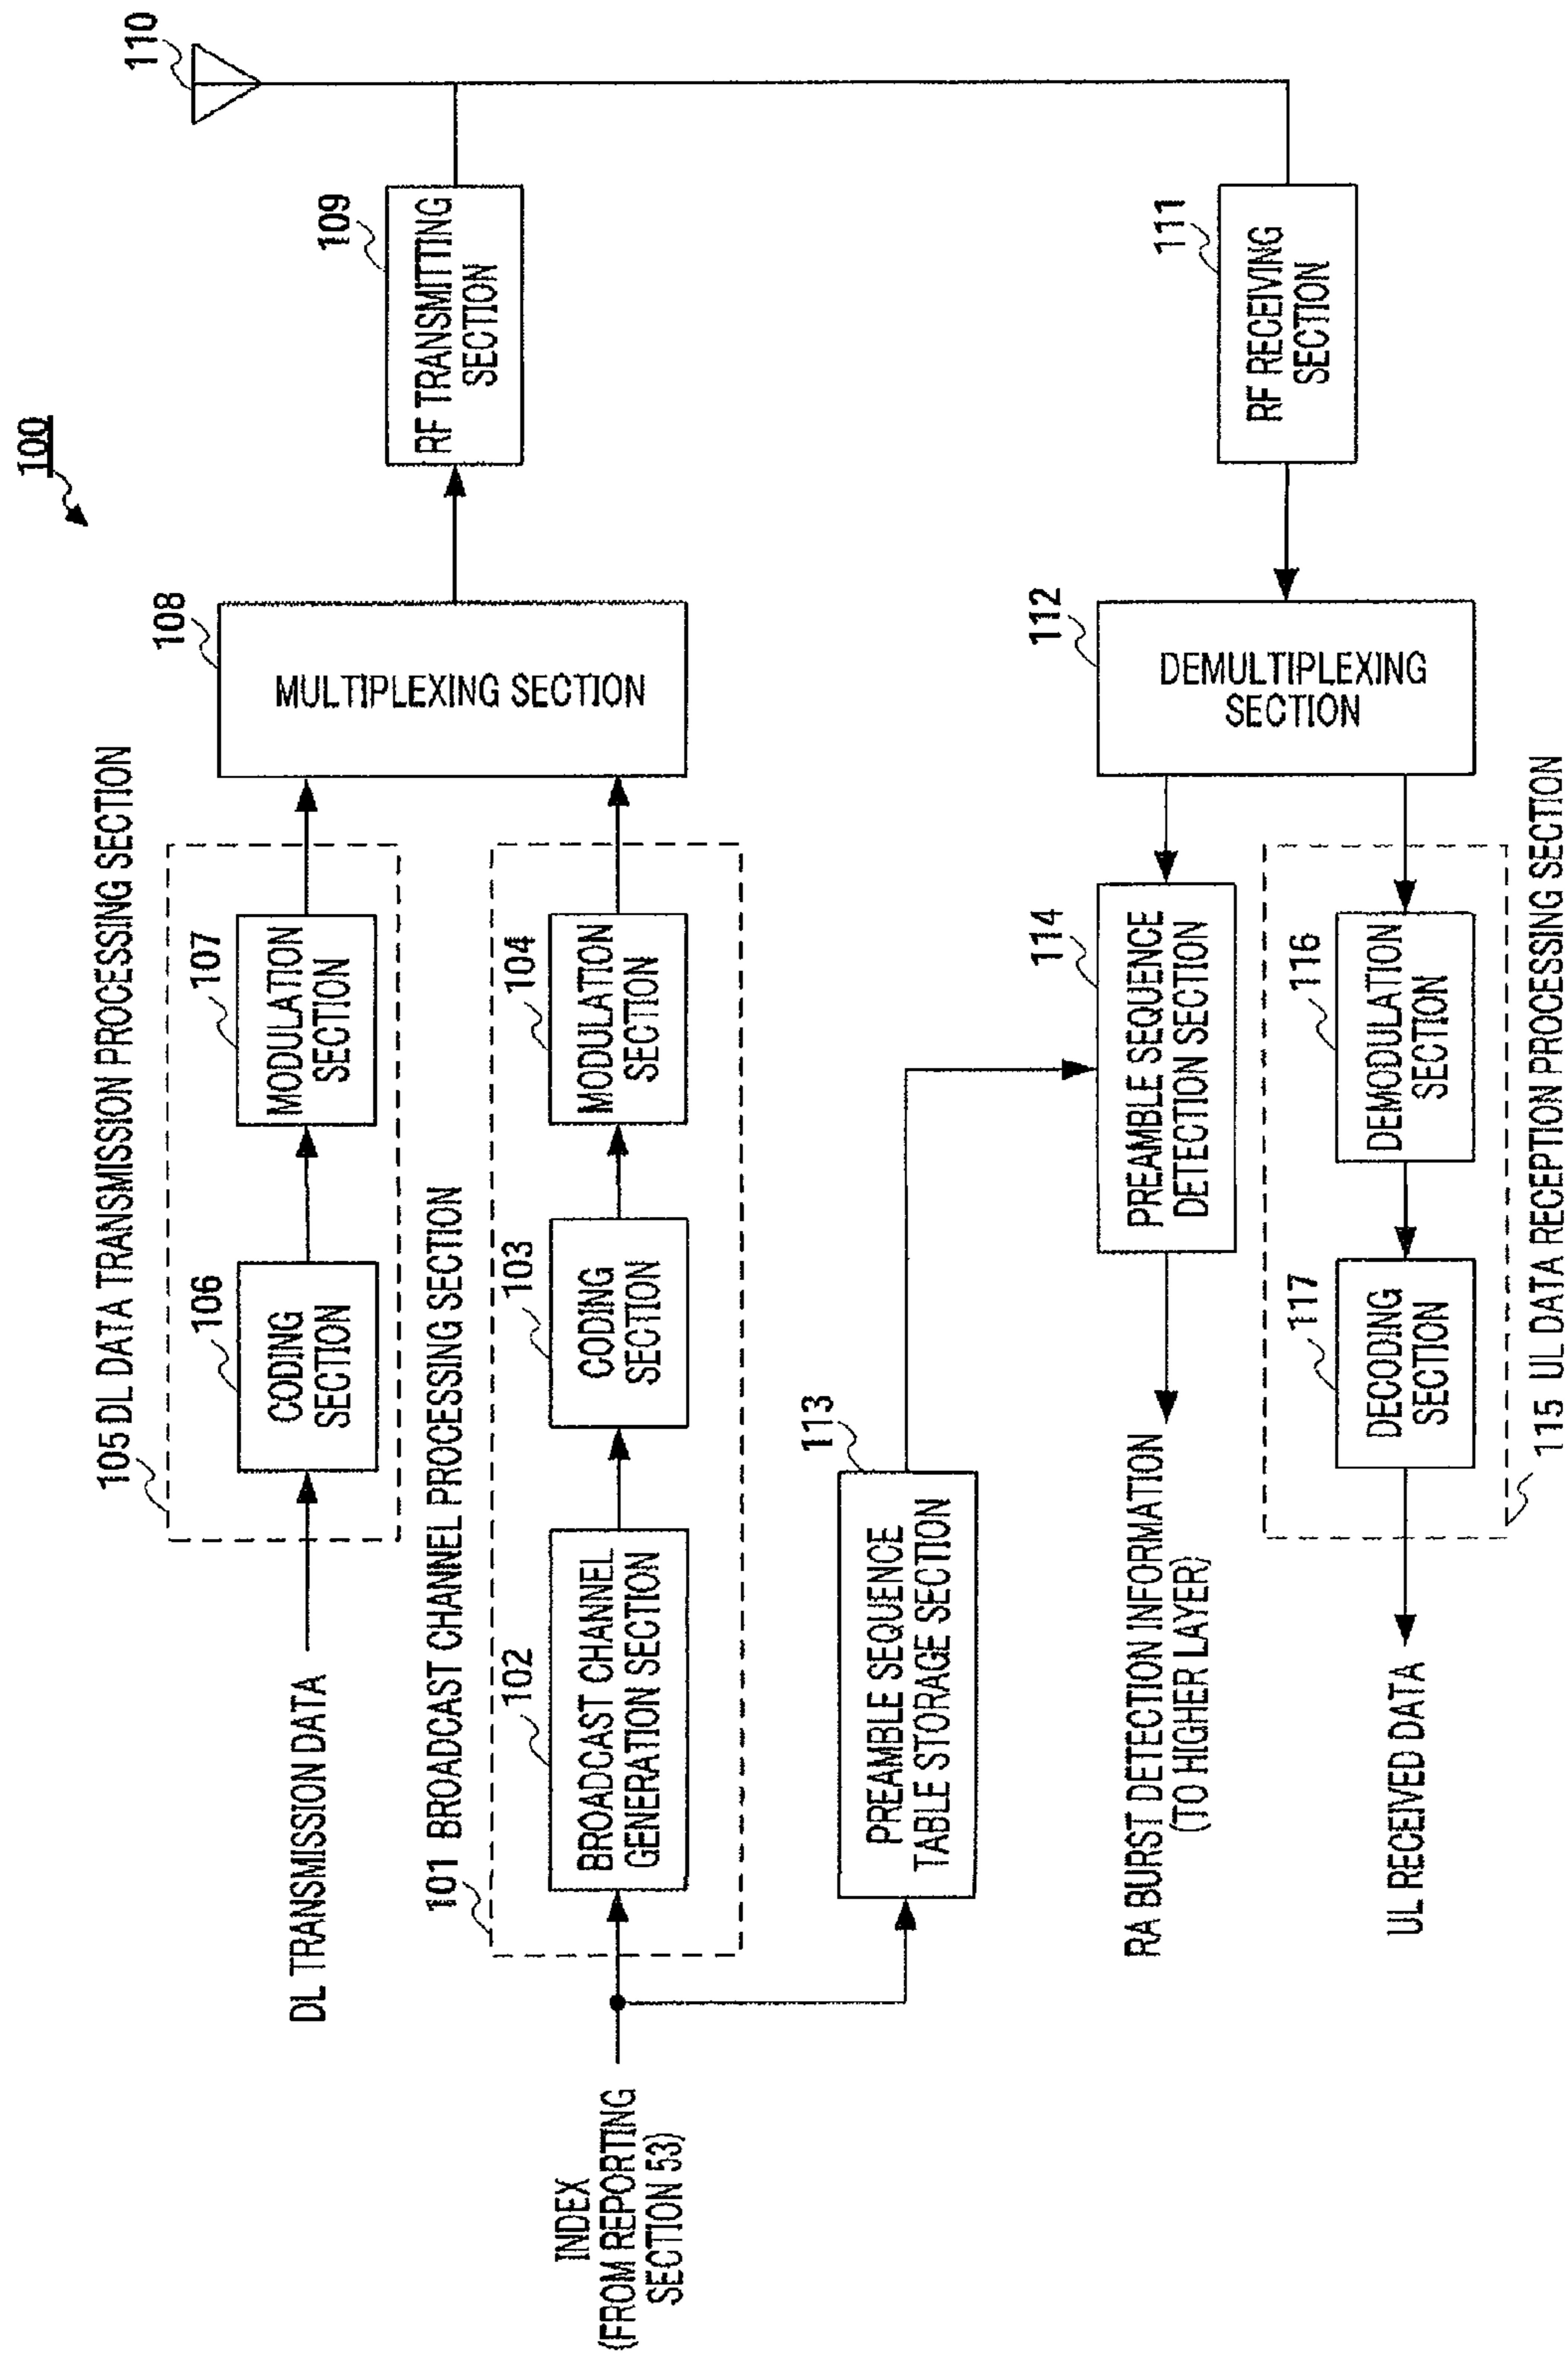 100
110
109
RF TRANSMITTING
SECTION
108
MULTIPLEXING SECTION
105 DL DATA TRANSMISSION PROCESSING SECTION
107
MODULATION
SECTION
106
CODING
SECTION
DL TRANSMISSION DATA
101 BROADCAST CHANNEL PROCESSING SECTION
104
MODULATION
SECTION
103
CODING
SECTION
102
BROADCAST CHANNEL
GENERATION SECTION
INDEX
(FROM REPORTING
SECTION 53)
113
PREAMBLE SEQUENCE
TABLE STORAGE SECTION
111
RF RECEIVING
SECTION
112
DEMULTIPLEXING
SECTION
114
PREAMBLE SEQUENCE
DETECTION SECTION
RA BURST DETECTION INFORMATION
(TO HIGHER LAYER)
116
DEMODULATION
SECTION
117
DECODING
SECTION
UL RECEIVED DATA
115 UL DATA RECEPTION PROCESSING SECTION